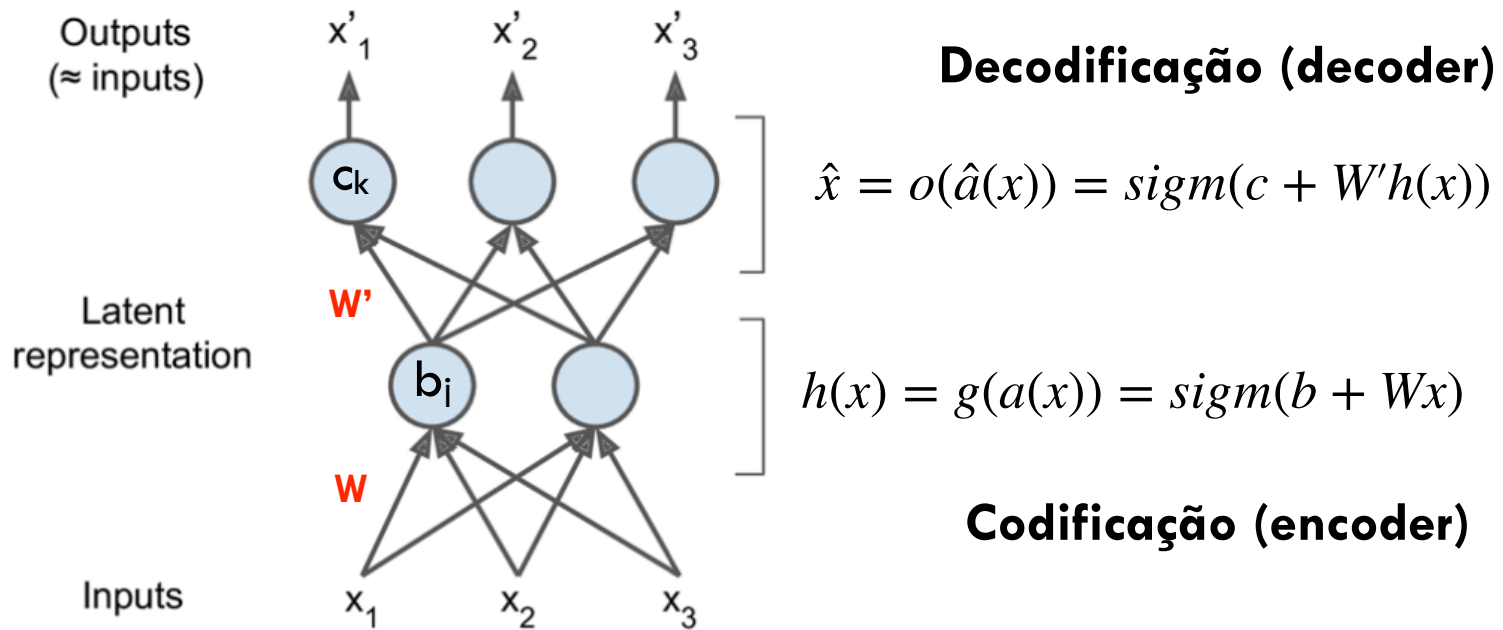 Outputs
(≈ inputs)
x'₁ x'₂ x'₃
Decodificação (decoder)
cₖ
x̂ = o(â(x)) = sigm(c + W′h(x))
W'
Latent
representation
bⱼ
h(x) = g(a(x)) = sigm(b + Wx)
W
Codificação (encoder)
Inputs
x₁ x₂ x₃